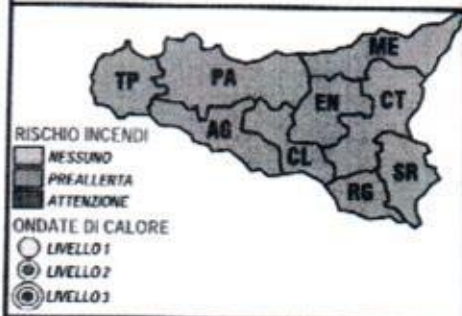 ME
TP
PA
EN
CT
AG
CL
SR
RG
RISCHIO INCENDI
NESSUNO
PREALLERTA
ATTENZIONE
ONDATE DI CALORE
LIVELLO 1
LIVELLO 2
LIVELLO 3